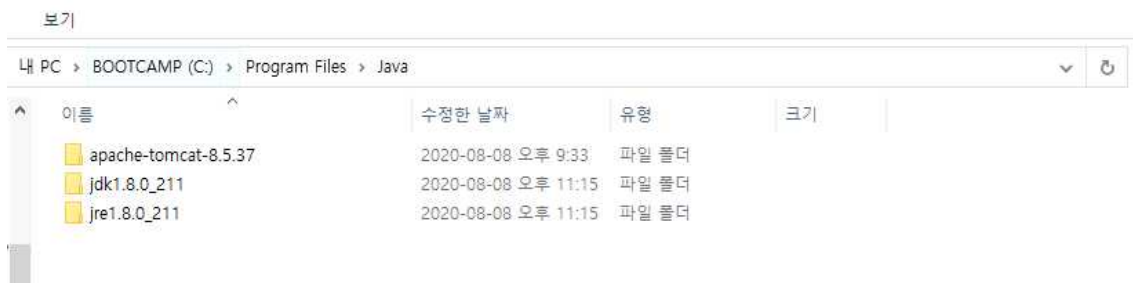 보기
내 PC > BOOTCAMP (C:) > Program Files > Java
이름 수정한 날짜 유형 크기
apache-tomcat-8.5.37 2020-08-08 오후 9:33 파일 폴더
jdk1.8.0_211 2020-08-08 오후 11:15 파일 폴더
jre1.8.0_211 2020-08-08 오후 11:15 파일 폴더